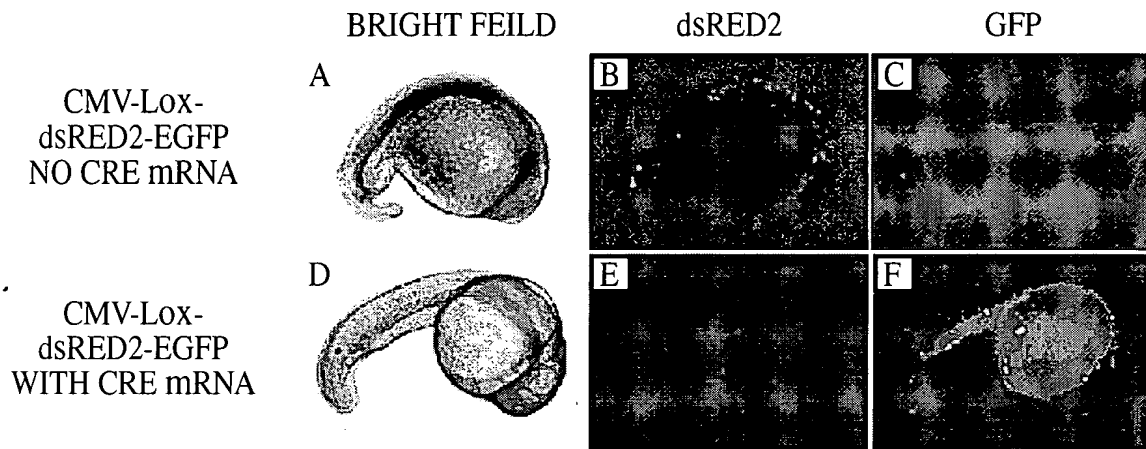 BRIGHT FEILD dsRED2 GFP
CMV-Lox-
dsRED2-EGFP
NO CRE mRNA
A
B
C
CMV-Lox-
dsRED2-EGFP
WITH CRE mRNA
D
E
F